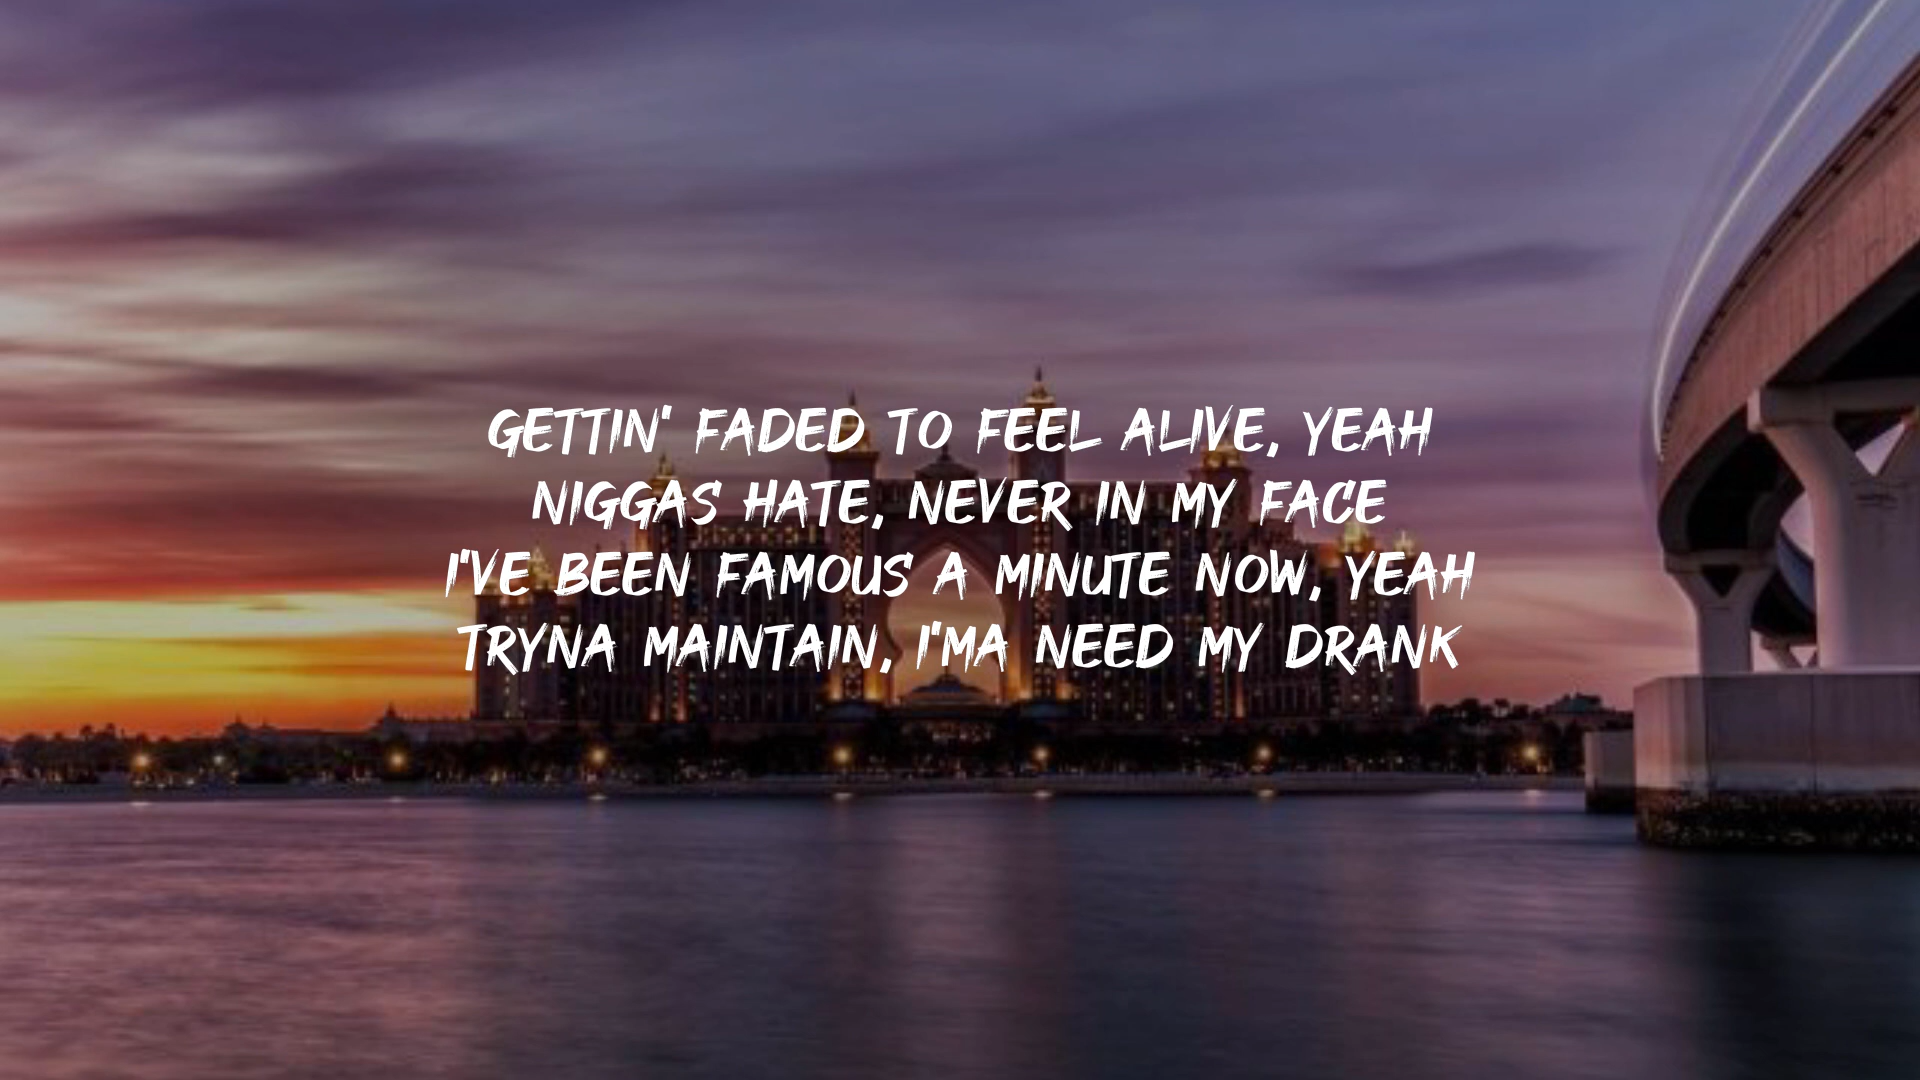 GETTIN' FADED TO FEEL ALIVE, YEAH
NIGGAS HATE, NEVER IN MY FACE
I'VE BEEN FAMOUS A MINUTE NOW, YEAH
TRYNA MAINTAIN, I'MA NEED MY DRANK